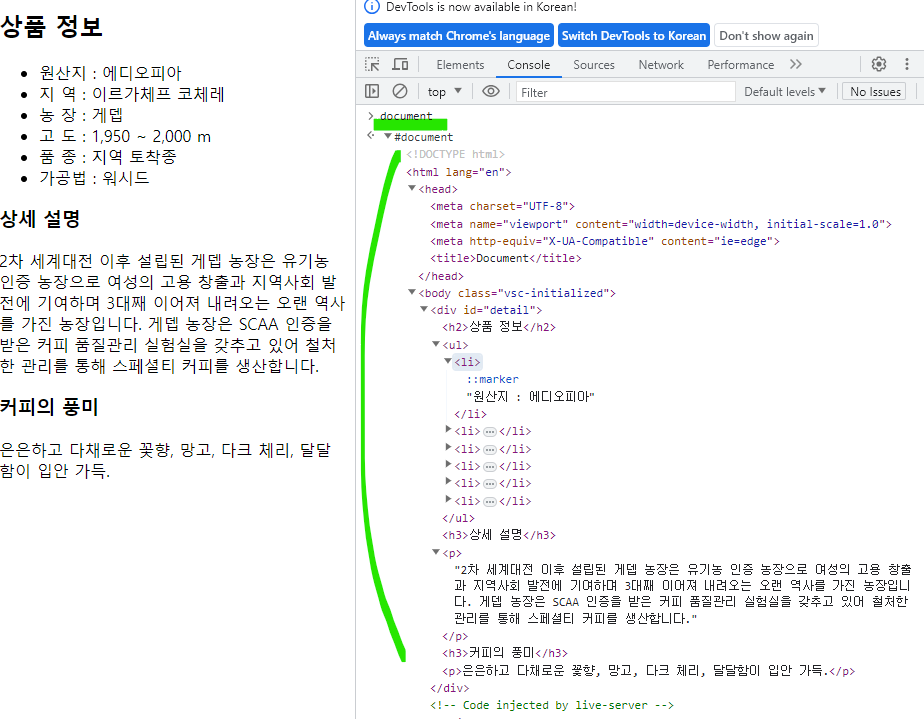 상품 정보
원산지 : 에디오피아
지 역 : 이르가체프 코체레
농 장 : 게뎁
고 도 : 1,950 ~ 2,000 m
품 종 : 지역 토착종
가공법 : 워시드
상세 설명
2차 세계대전 이후 설립된 게뎁 농장은 유기농
인증 농장으로 여성의 고용 창출과 지역사회 발
전에 기여하며 3대째 이어져 내려오는 오랜 역사
를 가진 농장입니다. 게뎁 농장은 SCAA 인증을
받은 커피 품질관리 실험실을 갖추고 있어 철처
한 관리를 통해 스페셜티 커피를 생산합니다.
커피의 풍미
은은하고 다채로운 꽃향, 망고, 다크 체리, 달달
함이 입안 가득.
DevTools is now available in Korean!
Always match Chrome's language Switch DevTools to Korean Don't show again
Elements Console Sources Network Performance
top Filter Default levels No Issues
document
#document
<!DOCTYPE html>
<html lang="en">
<head>
<meta charset="UTF-8">
<meta name="viewport" content="width=device-width, initial-scale=1.0">
<meta http-equiv="X-UA-Compatible" content="ie=edge">
<title>Document</title>
</head>
<body class="vsc-initialized">
<div id="detail">
<h2>상품 정보</h2>
<ul>
<li>
::marker
"원산지 : 에디오피아"
</li>
<li>…</li>
<li>…</li>
<li>…</li>
<li>…</li>
<li>…</li>
</ul>
<h3>상세 설명</h3>
<p>
"2차 세계대전 이후 설립된 게뎁 농장은 유기농 인증 농장으로 여성의 고용 창출
과 지역사회 발전에 기여하며 3대째 이어져 내려오는 오랜 역사를 가진 농장입니
다. 게뎁 농장은 SCAA 인증을 받은 커피 품질관리 실험실을 갖추고 있어 철처한
관리를 통해 스페셜티 커피를 생산합니다."
</p>
<h3>커피의 풍미</h3>
<p>은은하고 다채로운 꽃향, 망고, 다크 체리, 달달함이 입안 가득.</p>
</div>
<!-- Code injected by live-server -->